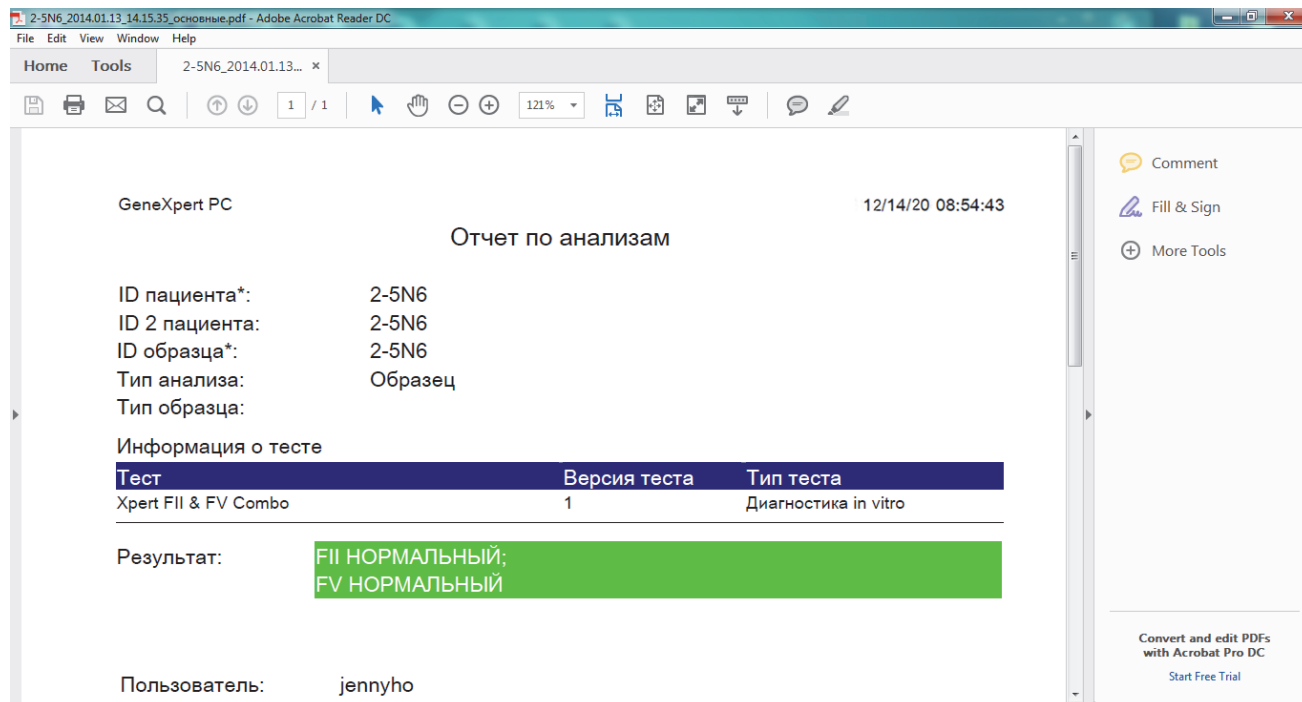 2-5N6_2014.01.13_14.15.35_основные.pdf - Adobe Acrobat Reader DC
File Edit View Window Help
Home Tools 2-5N6_2014.01.13... ×
1 / 1 121%
Comment
Fill & Sign
More Tools
GeneXpert PC 12/14/20 08:54:43
Отчет по анализам
ID пациента*: 2-5N6
ID 2 пациента: 2-5N6
ID образца*: 2-5N6
Тип анализа: Образец
Тип образца:
Информация о тесте
Тест Версия теста Тип теста
Xpert FII & FV Combo 1 Диагностика in vitro
Результат: FII НОРМАЛЬНЫЙ;
FV НОРМАЛЬНЫЙ
Пользователь: jennyho
Convert and edit PDFs
with Acrobat Pro DC
Start Free Trial